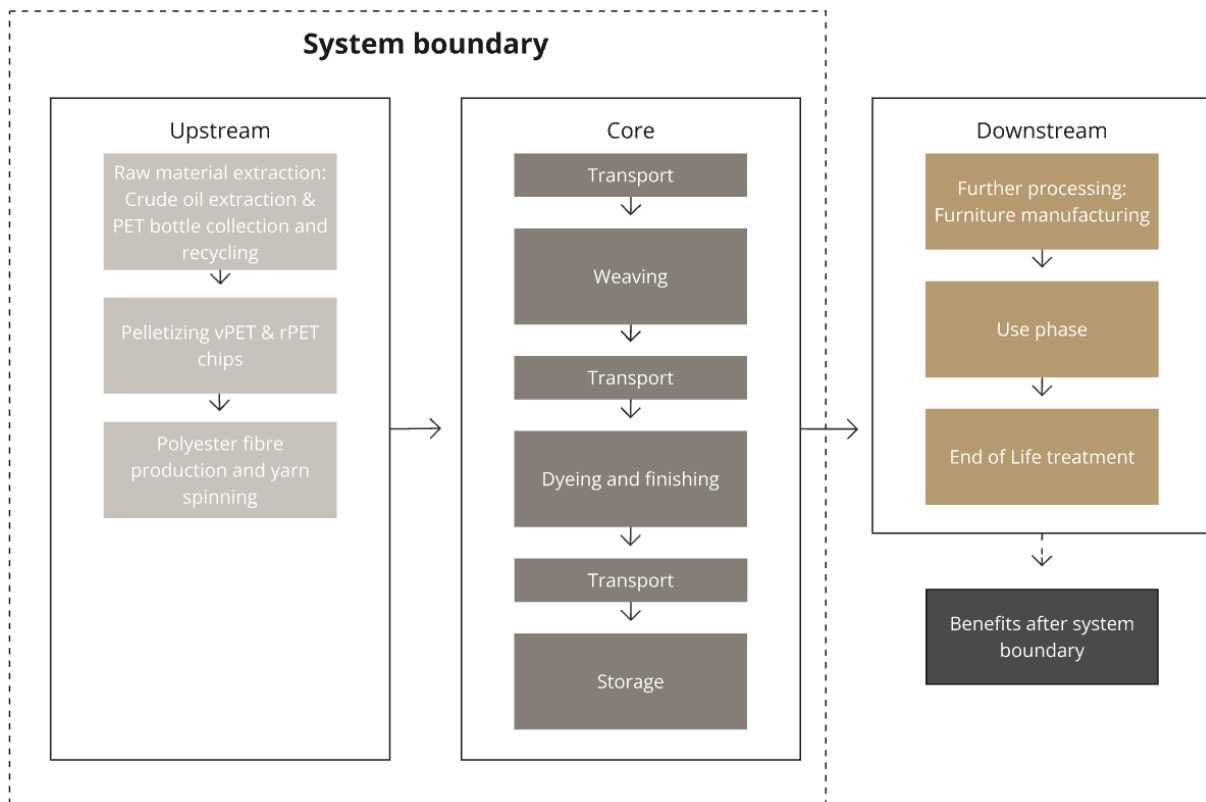 System boundary
Upstream
Raw material extraction:
Crude oil extraction &
PET bottle collection and
recycling
Pelletizing vPET & rPET
chips
Polyester fibre
production and yarn
spinning
Core
Transport
Weaving
Transport
Dyeing and finishing
Transport
Storage
Downstream
Further processing:
Furniture manufacturing
Use phase
End of Life treatment
Benefits after system
boundary